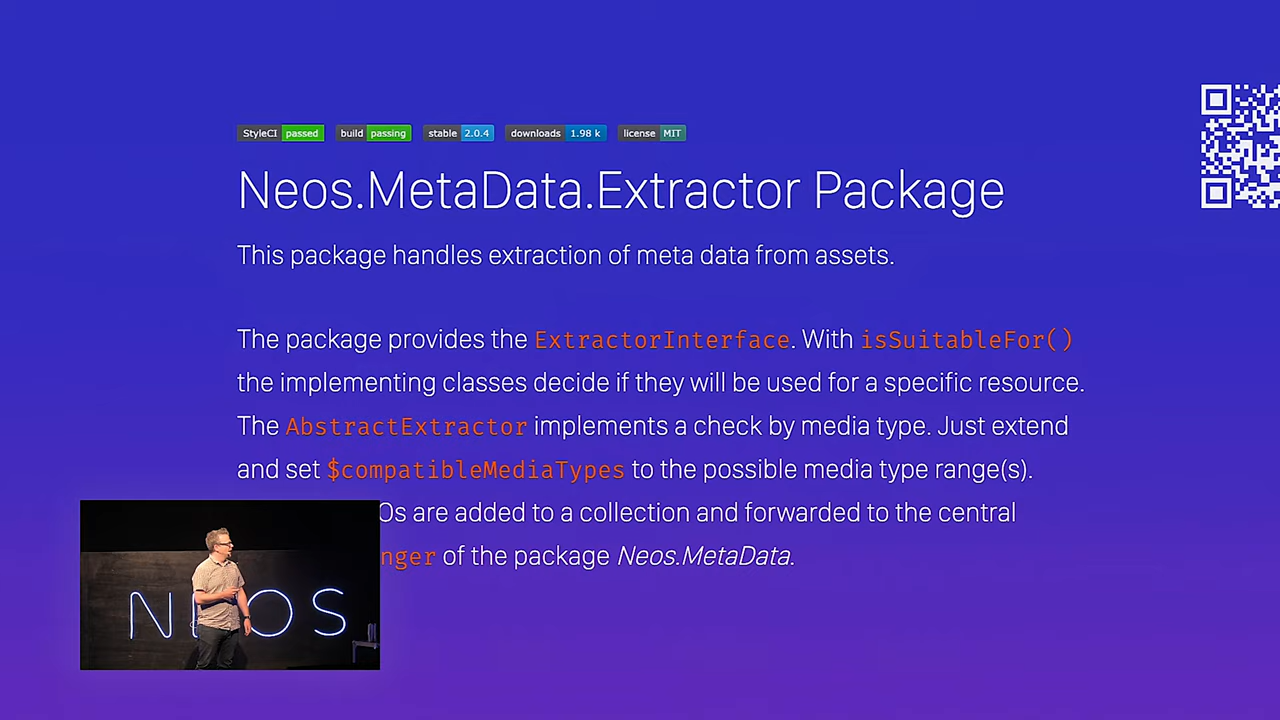 StyleCI passed build passing stable 2.0.4 downloads 1.98 k license MIT
Neos.MetaData.Extractor Package
This package handles extraction of meta data from assets.
The package provides the ExtractorInterface. With isSuitableFor()
the implementing classes decide if they will be used for a specific resource.
The AbstractExtractor implements a check by media type. Just extend
and set $compatibleMediaTypes to the possible media type range(s).
Os are added to a collection and forwarded to the central
nger of the package Neos.MetaData.
NEOS